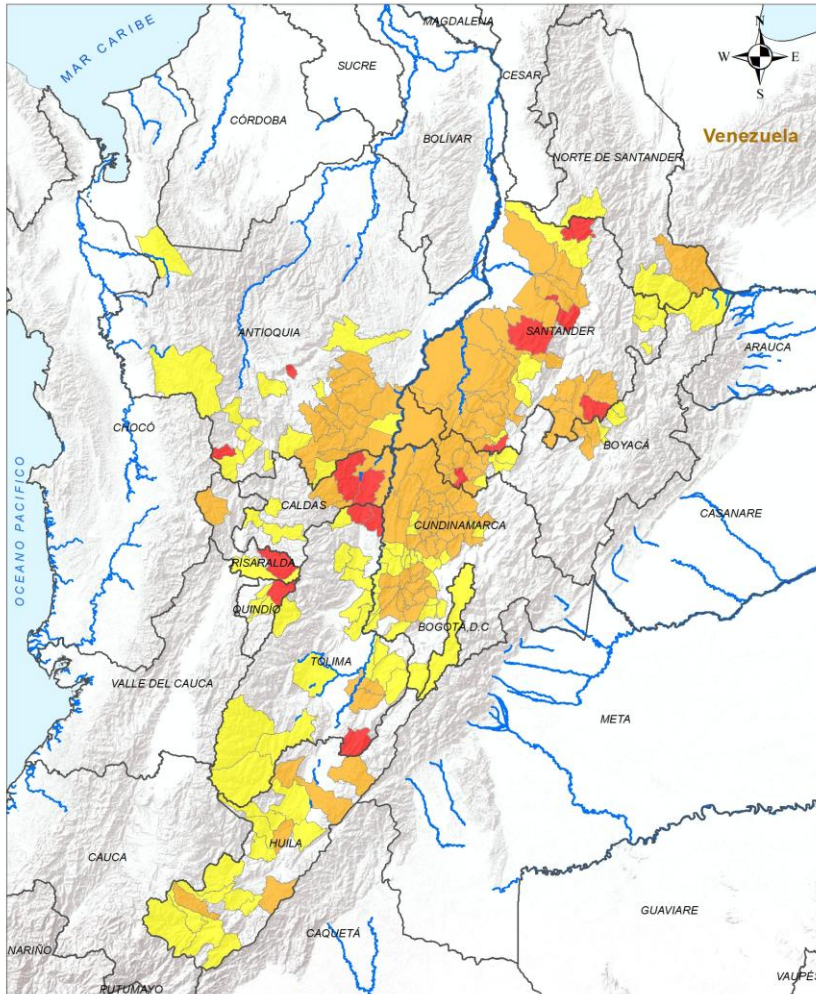 MAGDALENA
MAR CARIBE
N
W E
S
SUCRE
CESAR
CÓRDOBA
BOLÍVAR
Venezuela
NORTE DE SANTANDER
ANTIOQUIA
SANTANDER
ARAUCA
CHOCÓ
BOYACÁ
OCEANO PACIFICO
CALDAS
CASANARE
CUNDINAMARCA
RISARALDA
QUINDÍO
BOGOTÁ,D.C
TOLIMA
VALLE DEL CAUCA
META
HUILA
CAUCA
GUAVIARE
CAQUETÁ
NARIÑO
PUTUMAYO
VAUPÉS